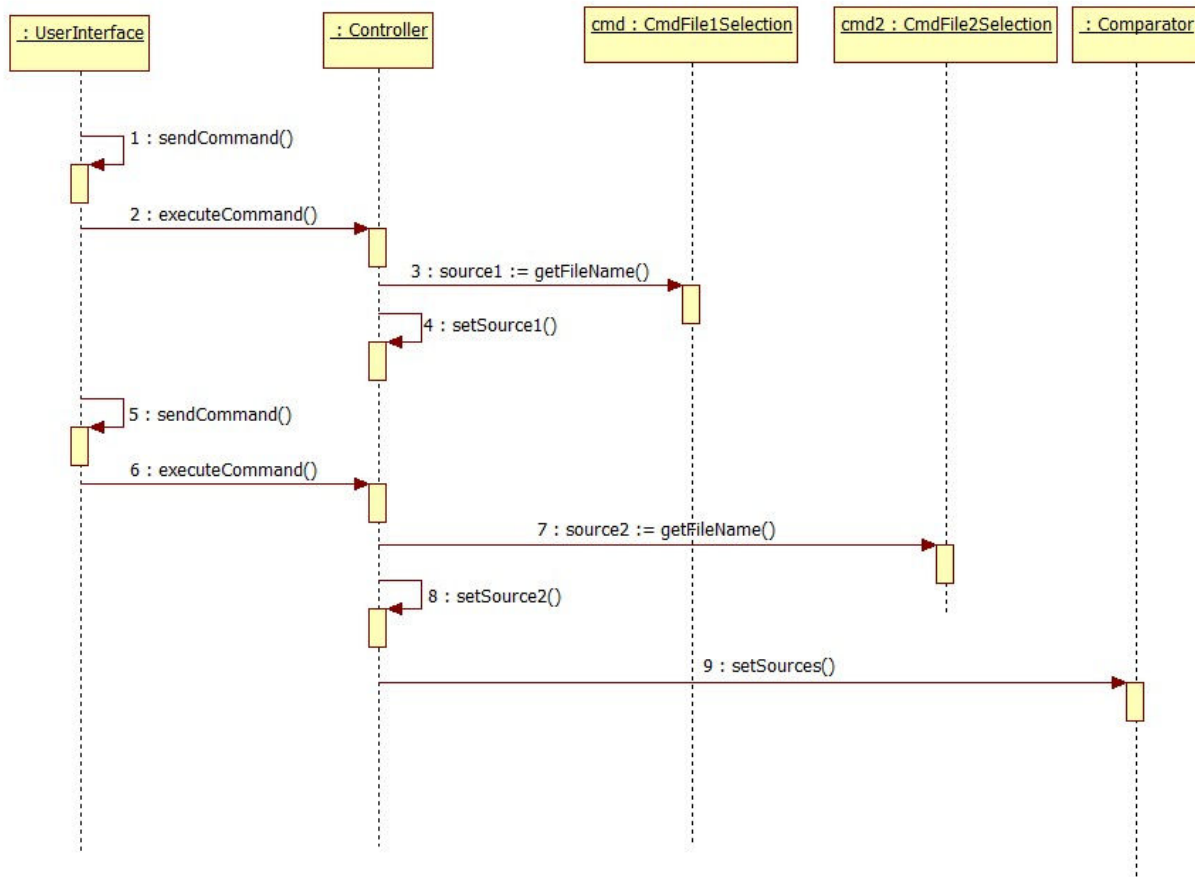 : UserInterface
: Controller
cmd : CmdFile1Selection
cmd2 : CmdFile2Selection
: Comparator
1 : sendCommand()
2 : executeCommand()
3 : source1 := getFileName()
4 : setSource1()
5 : sendCommand()
6 : executeCommand()
7 : source2 := getFileName()
8 : setSource2()
9 : setSources()